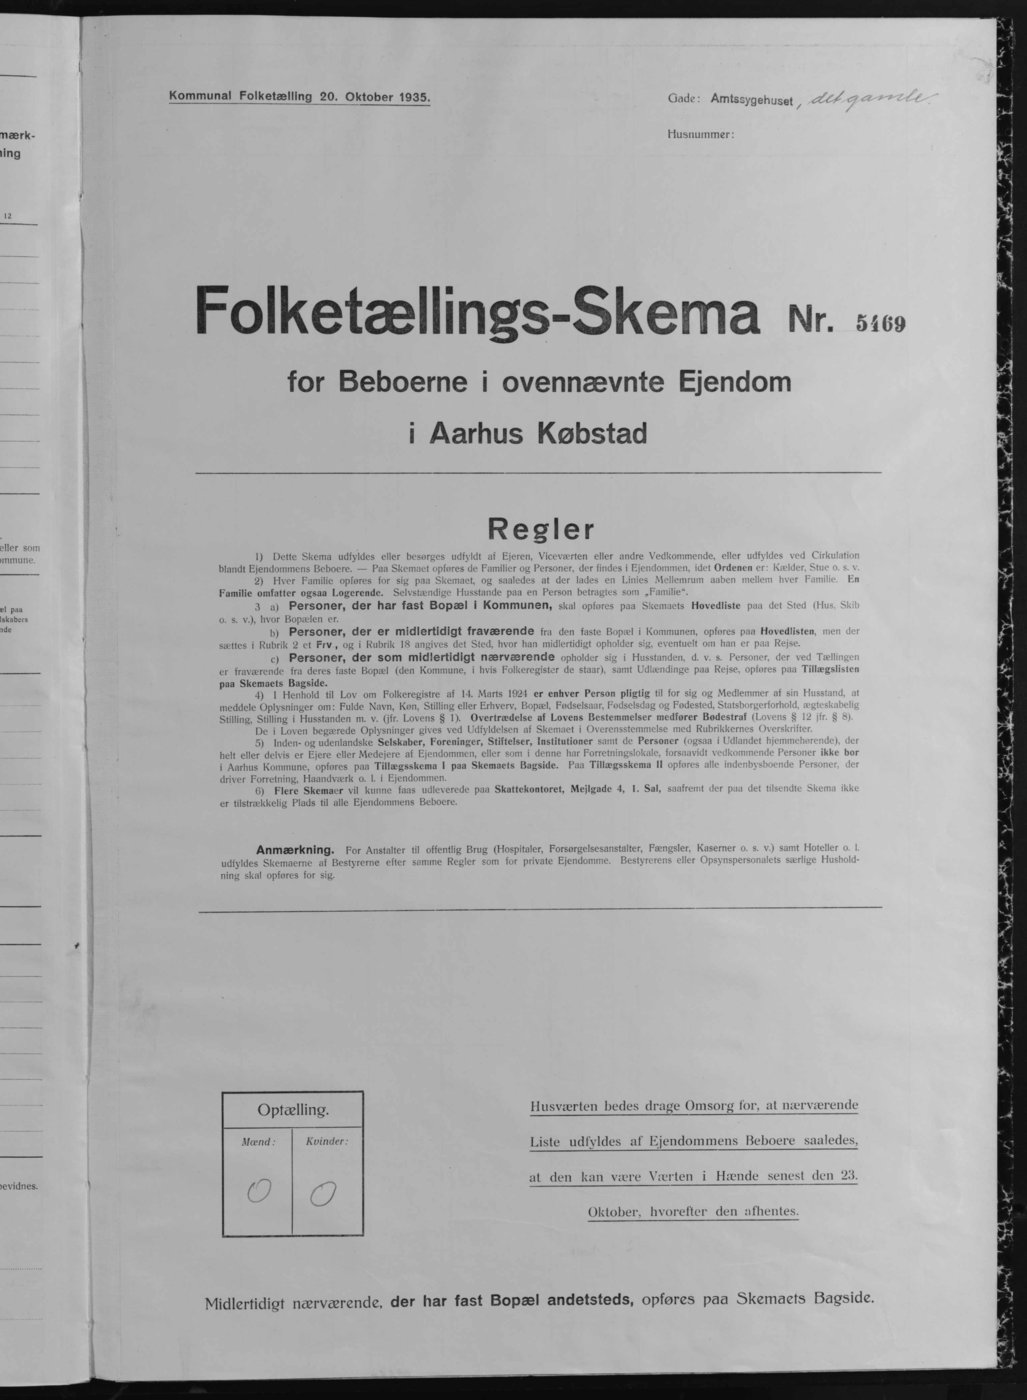 mærk-
ning
12
eller som
ommune.
el paa
lskabers
nde
bevidnes.
Kommunal Folketælling 20. Oktober 1935.
Gade: Amtssygehuset, det gamle.
Husnummer:
Folketællings-Skema Nr. 5469
for Beboerne i ovennævnte Ejendom
i Aarhus Købstad
Regler
1) Dette Skema udfyldes eller besørges udfyldt af Ejeren, Viceværten eller andre Vedkommende, eller udfyldes ved Cirkulation
blandt Ejendommens Beboere. — Paa Skemaet opføres de Familier og Personer, der findes i Ejendommen, idet Ordenen er: Kælder, Stue o. s. v.
2) Hver Familie opføres for sig paa Skemaet, og saaledes at der lades en Linies Mellemrum aaben mellem hver Familie. En
Familie omfatter ogsaa Logerende. Selvstændige Husstande paa en Person betragtes som „Familie“.
3 a) Personer, der har fast Bopæl i Kommunen, skal opføres paa Skemaets Hovedliste paa det Sted (Hus, Skib
o. s. v.), hvor Bopælen er.
b) Personer, der er midlertidigt fraværende fra den faste Bopæl i Kommunen, opføres paa Hovedlisten, men der
sættes i Rubrik 2 et Frv, og i Rubrik 18 angives det Sted, hvor han midlertidigt opholder sig, eventuelt om han er paa Rejse.
c) Personer, der som midlertidigt nærværende opholder sig i Husstanden, d. v. s. Personer, der ved Tællingen
er fraværende fra deres faste Bopæl (den Kommune, i hvis Folkeregister de staar), samt Udlændinge paa Rejse, opføres paa Tillægslisten
paa Skemaets Bagside.
4) I Henhold til Lov om Folkeregistre af 14. Marts 1924 er enhver Person pligtig til for sig og Medlemmer af sin Husstand, at
meddele Oplysninger om: Fulde Navn, Køn, Stilling eller Erhverv, Bopæl, Fødselsaar, Fødselsdag og Fødested, Statsborgerforhold, ægteskabelig
Stilling, Stilling i Husstanden m. v. (jfr. Lovens § 1). Overtrædelse af Lovens Bestemmelser medfører Bødestraf (Lovens § 12 jfr. § 8).
De i Loven begærede Oplysninger gives ved Udfyldelsen af Skemaet i Overensstemmelse med Rubrikkernes Overskrifter.
5) Inden- og udenlandske Selskaber, Foreninger, Stiftelser, Institutioner samt de Personer (ogsaa i Udlandet hjemmehørende), der
helt eller delvis er Ejere eller Medejere af Ejendommen, eller som i denne har Forretningslokale, forsaavidt vedkommende Personer ikke bor
i Aarhus Kommune, opføres paa Tillægsskema I paa Skemaets Bagside. Paa Tillægsskema II opføres alle indenbysboende Personer, der
driver Forretning, Haandværk o. l. i Ejendommen.
6) Flere Skemaer vil kunne faas udleverede paa Skattekontoret, Mejlgade 4, 1. Sal, saafremt der paa det tilsendte Skema ikke
er tilstrækkelig Plads til alle Ejendommens Beboere.
Anmærkning. For Anstalter til offentlig Brug (Hospitaler, Forsørgelsesanstalter, Fængsler, Kaserner o. s. v.) samt Hoteller o. l.
udfyldes Skemaerne af Bestyrerne efter samme Regler som for private Ejendomme. Bestyrerens eller Opsynspersonalets særlige Hushold-
ning skal opføres for sig.
Optælling.
Mænd: Kvinder:
0 0
Husværten bedes drage Omsorg for, at nærværende
Liste udfyldes af Ejendommens Beboere saaledes,
at den kan være Værten i Hænde senest den 23.
Oktober, hvorefter den afhentes.
Midlertidigt nærværende, der har fast Bopæl andetsteds, opføres paa Skemaets Bagside.